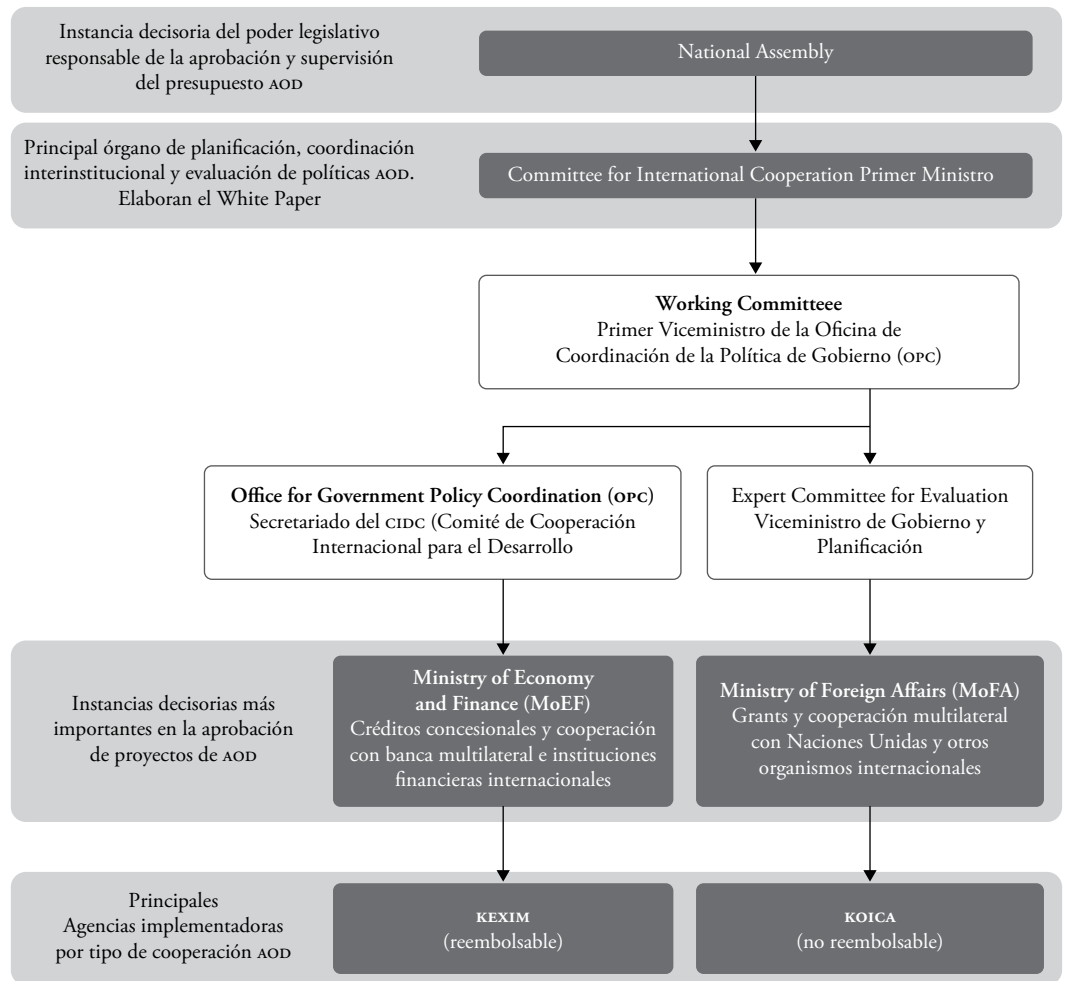 Instancia decisoria del poder legislativo
responsable de la aprobación y supervisión
del presupuesto AOD
National Assembly
Principal órgano de planificación, coordinación
interinstitucional y evaluación de políticas AOD.
Elaboran el White Paper
Committee for International Cooperation Primer Ministro
Working Committeee
Primer Viceministro de la Oficina de
Coordinación de la Política de Gobierno (OPC)
Office for Government Policy Coordination (OPC)
Secretariado del CIDC (Comité de Cooperación
Internacional para el Desarrollo
Expert Committee for Evaluation
Viceministro de Gobierno y
Planificación
Instancias decisorias más
importantes en la aprobación
de proyectos de AOD
Ministry of Economy
and Finance (MoEF)
Créditos concesionales y cooperación
con banca multilateral e instituciones
financieras internacionales
Ministry of Foreign Affairs (MoFA)
Grants y cooperación multilateral
con Naciones Unidas y otros
organismos internacionales
Principales
Agencias implementadoras
por tipo de cooperación AOD
KEXIM
(reembolsable)
KOICA
(no reembolsable)